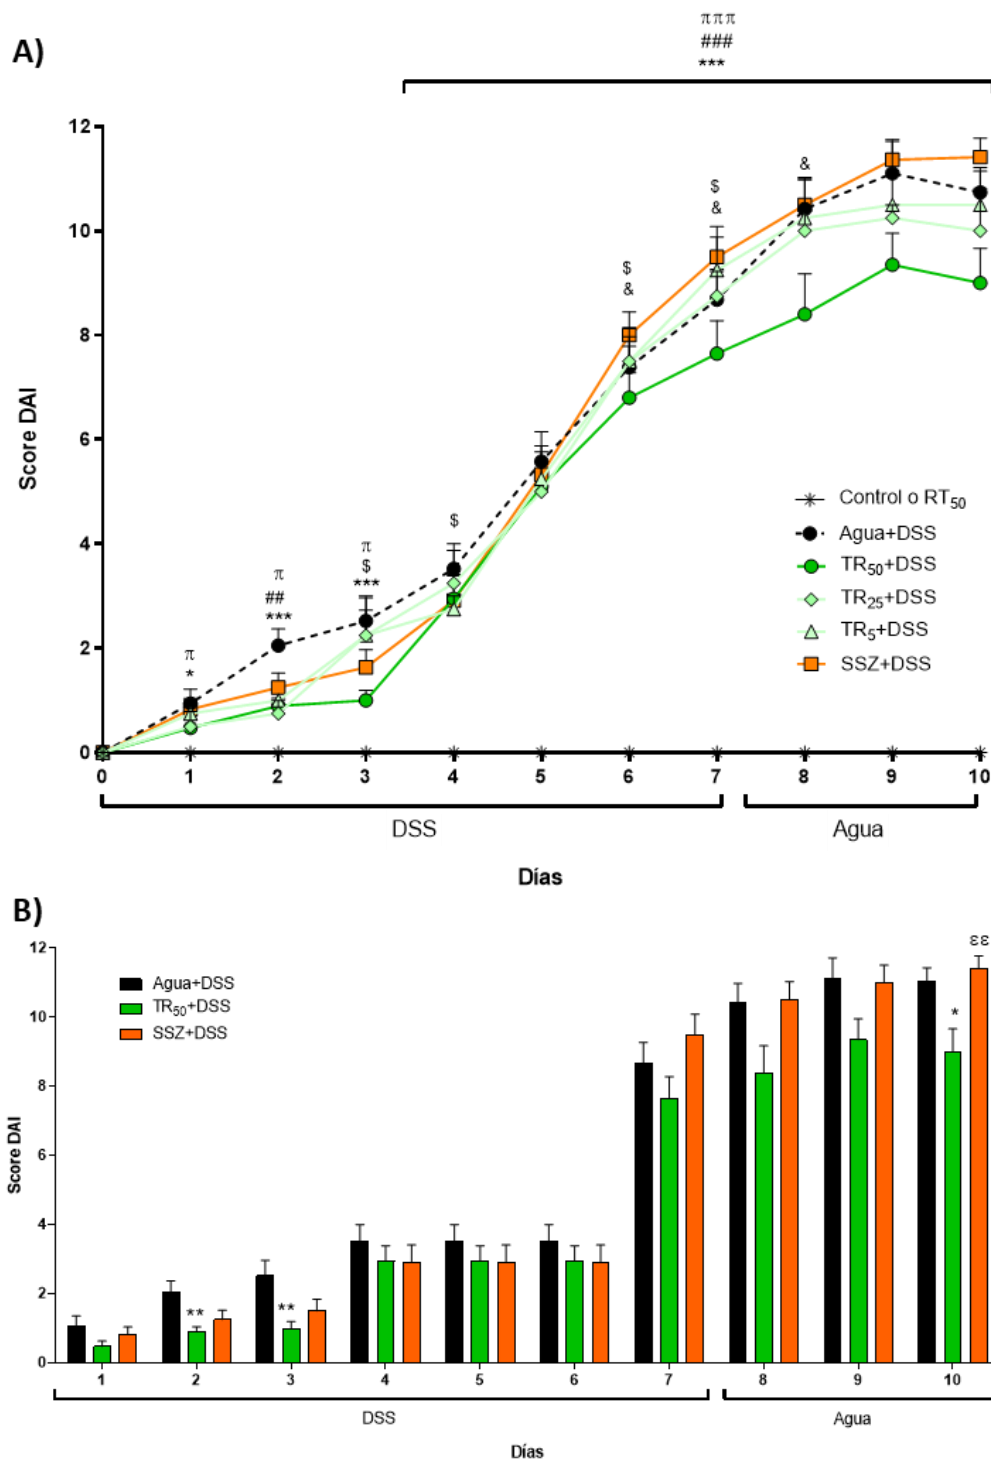 A)
πππ
###
***
12
10
8
6
4
2
0
Score DAI
π
*
π
##
***
π
$
***
$
$
&
$
&
&
Control o RT50
Agua+DSS
TR50+DSS
TR25+DSS
TR5+DSS
SSZ+DSS
0 1 2 3 4 5 6 7 8 9 10
DSS Agua
Días
B)
12
10
8
6
4
2
0
Score DAI
Agua+DSS
TR50+DSS
SSZ+DSS
**
**
*
εε
1 2 3 4 5 6 7 8 9 10
DSS Agua
Días